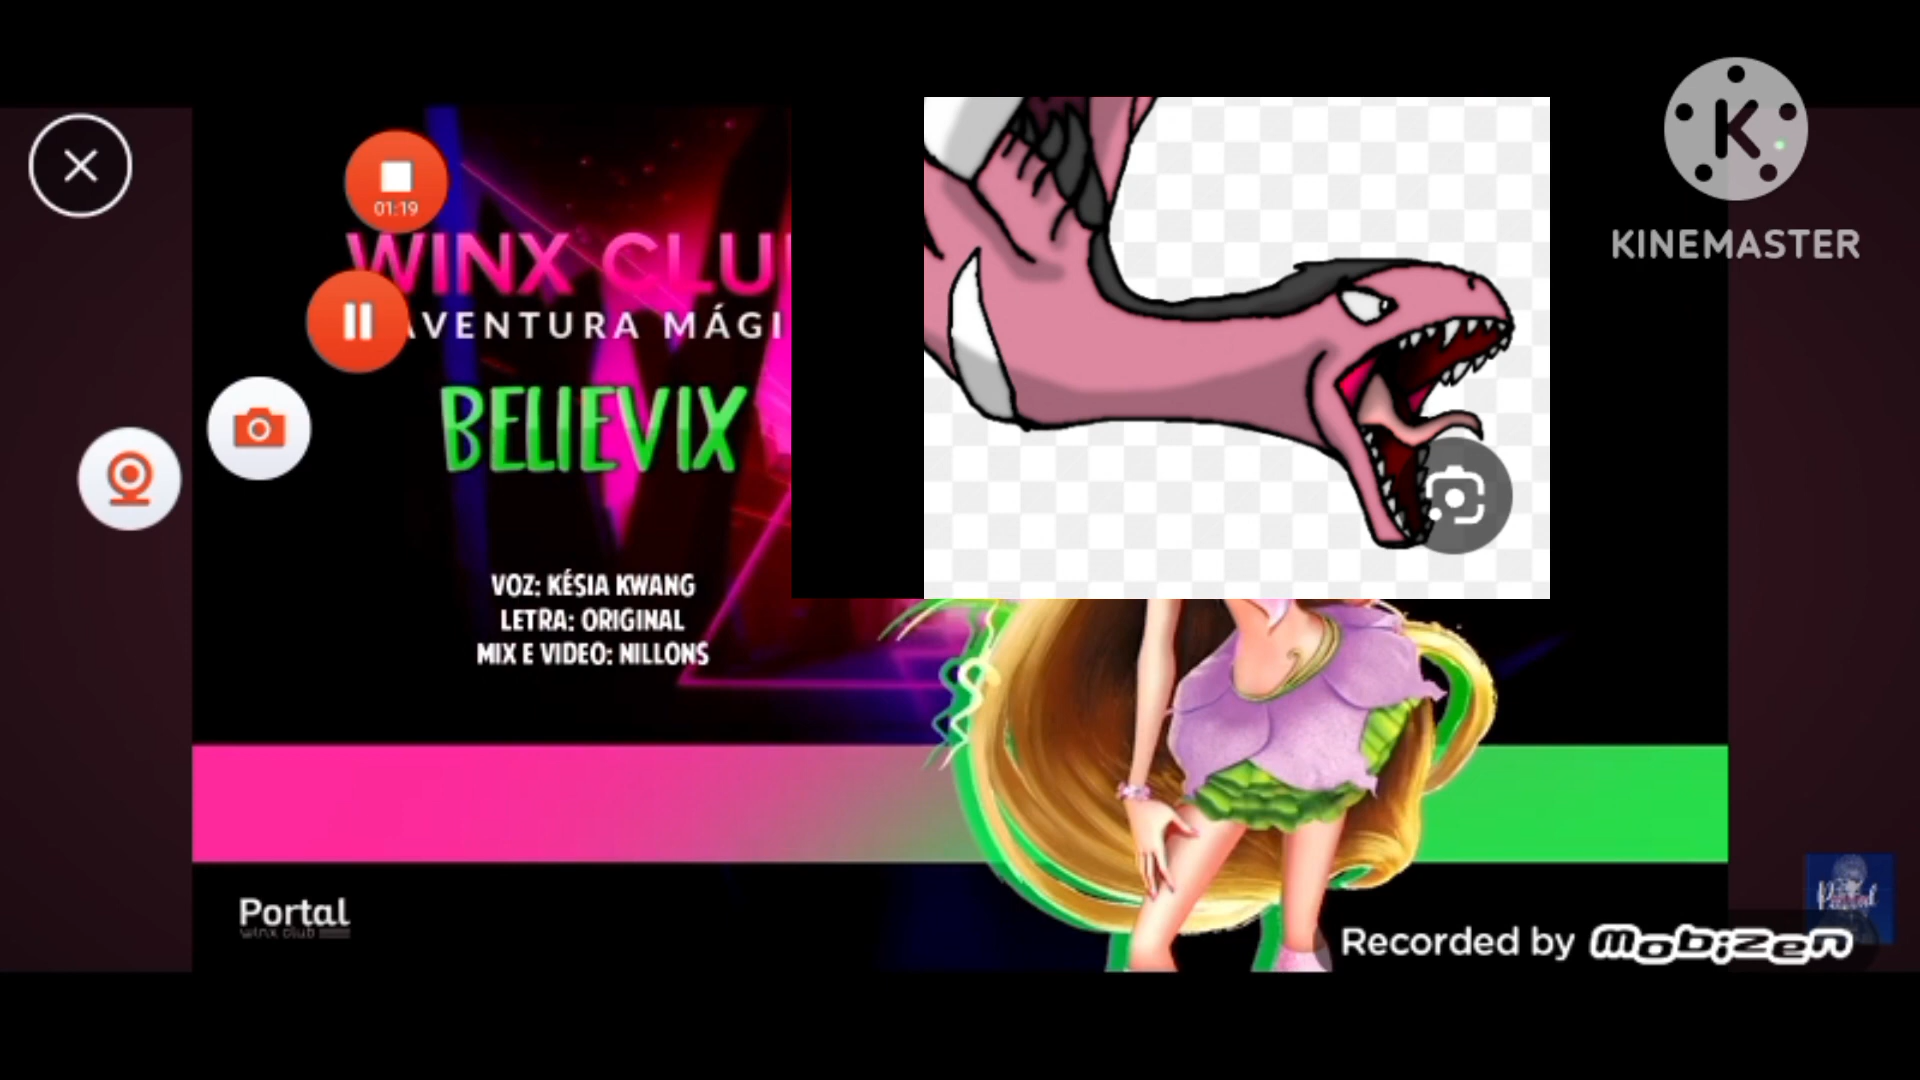 01:19
WINX CLU
AVENTURA MÁGI
BELIEVIX
VOZ: KÉSIA KWANG
LETRA: ORIGINAL
MIX E VIDEO: NILLONS
K
KINEMASTER
Portal
winx club
Portal
Recorded by Mobizen